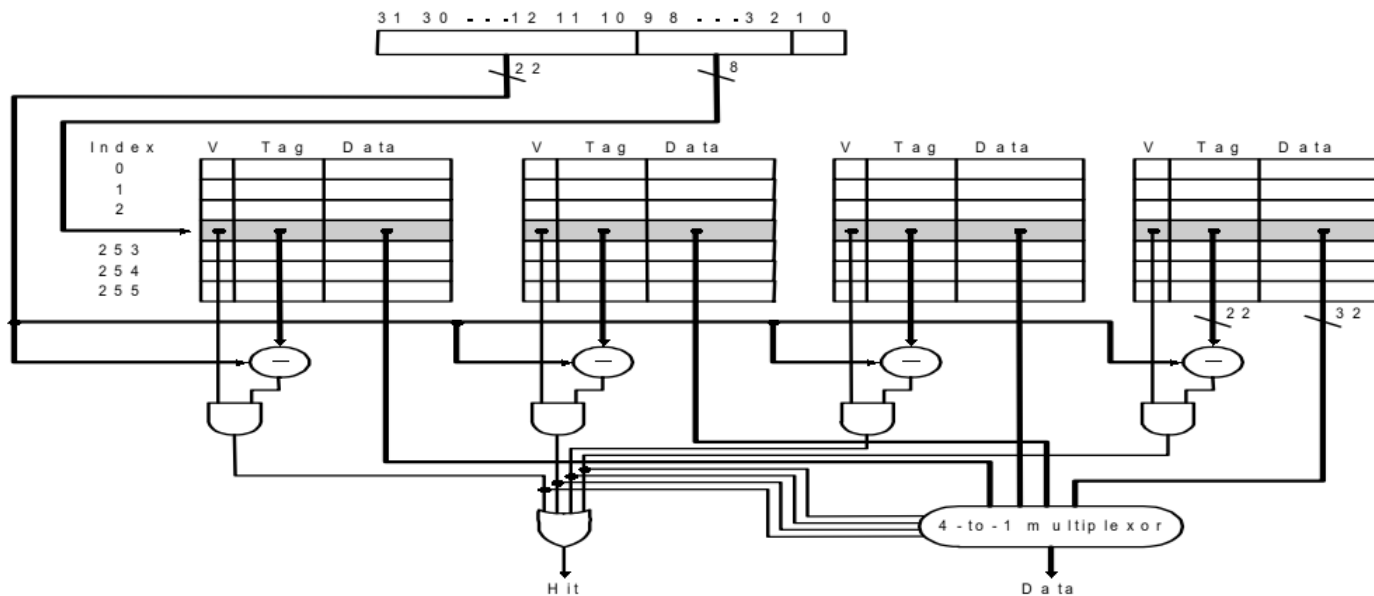 31 30 - - - 12 11 10 9 8 - - - 3 2 1 0
22 8
Index V Tag Data V Tag Data V Tag Data V Tag Data
0
1
2
253
254
255
22 32
4-to-1 multiplexor
Hit Data